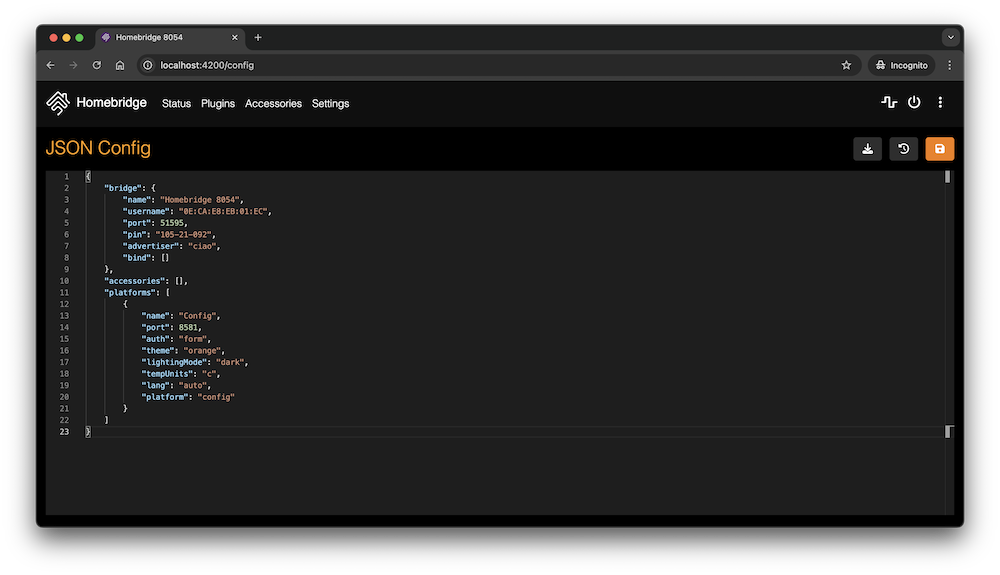 Homebridge 8054
localhost:4200/config
Incognito
Homebridge Status Plugins Accessories Settings
JSON Config
1 {
2 "bridge": {
3 "name": "Homebridge 8054",
4 "username": "0E:CA:E8:EB:01:EC",
5 "port": 51595,
6 "pin": "105-21-092",
7 "advertiser": "ciao",
8 "bind": []
9 },
10 "accessories": [],
11 "platforms": [
12 {
13 "name": "Config",
14 "port": 8581,
15 "auth": "form",
16 "theme": "orange",
17 "lightingMode": "dark",
18 "tempUnits": "c",
19 "lang": "auto",
20 "platform": "config"
21 }
22 ]
23 }